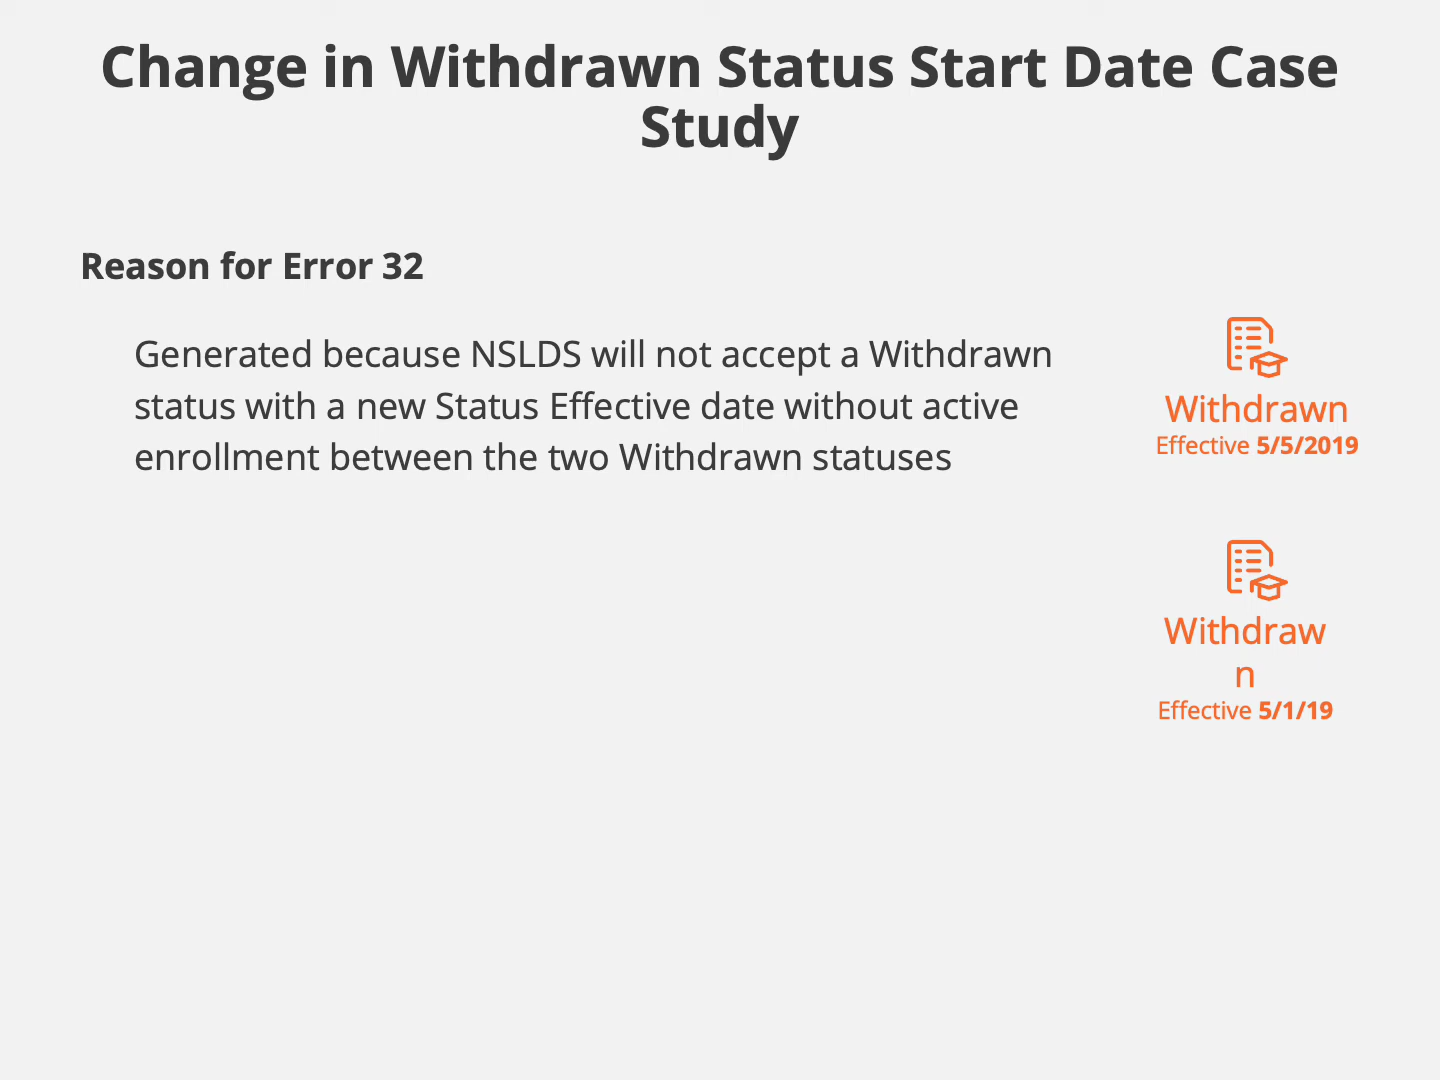 Change in Withdrawn Status Start Date Case
Study
Reason for Error 32
Generated because NSLDS will not accept a Withdrawn
status with a new Status Effective date without active
enrollment between the two Withdrawn statuses
Withdrawn
Effective 5/5/2019
Withdraw
n
Effective 5/1/19